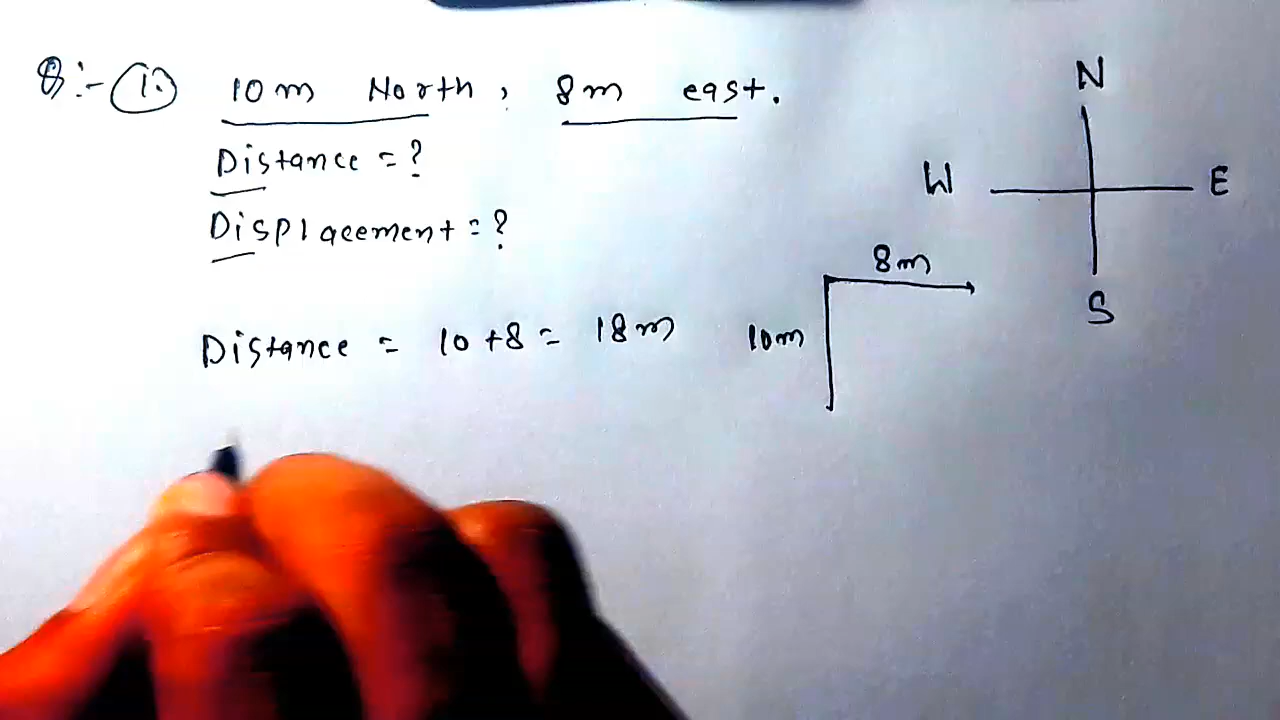 Q:- 1. 10m North, 8m east.
Distance = ?
Displacement = ?
Distance = 10 + 8 = 18m
N
W E
S
8m
10m